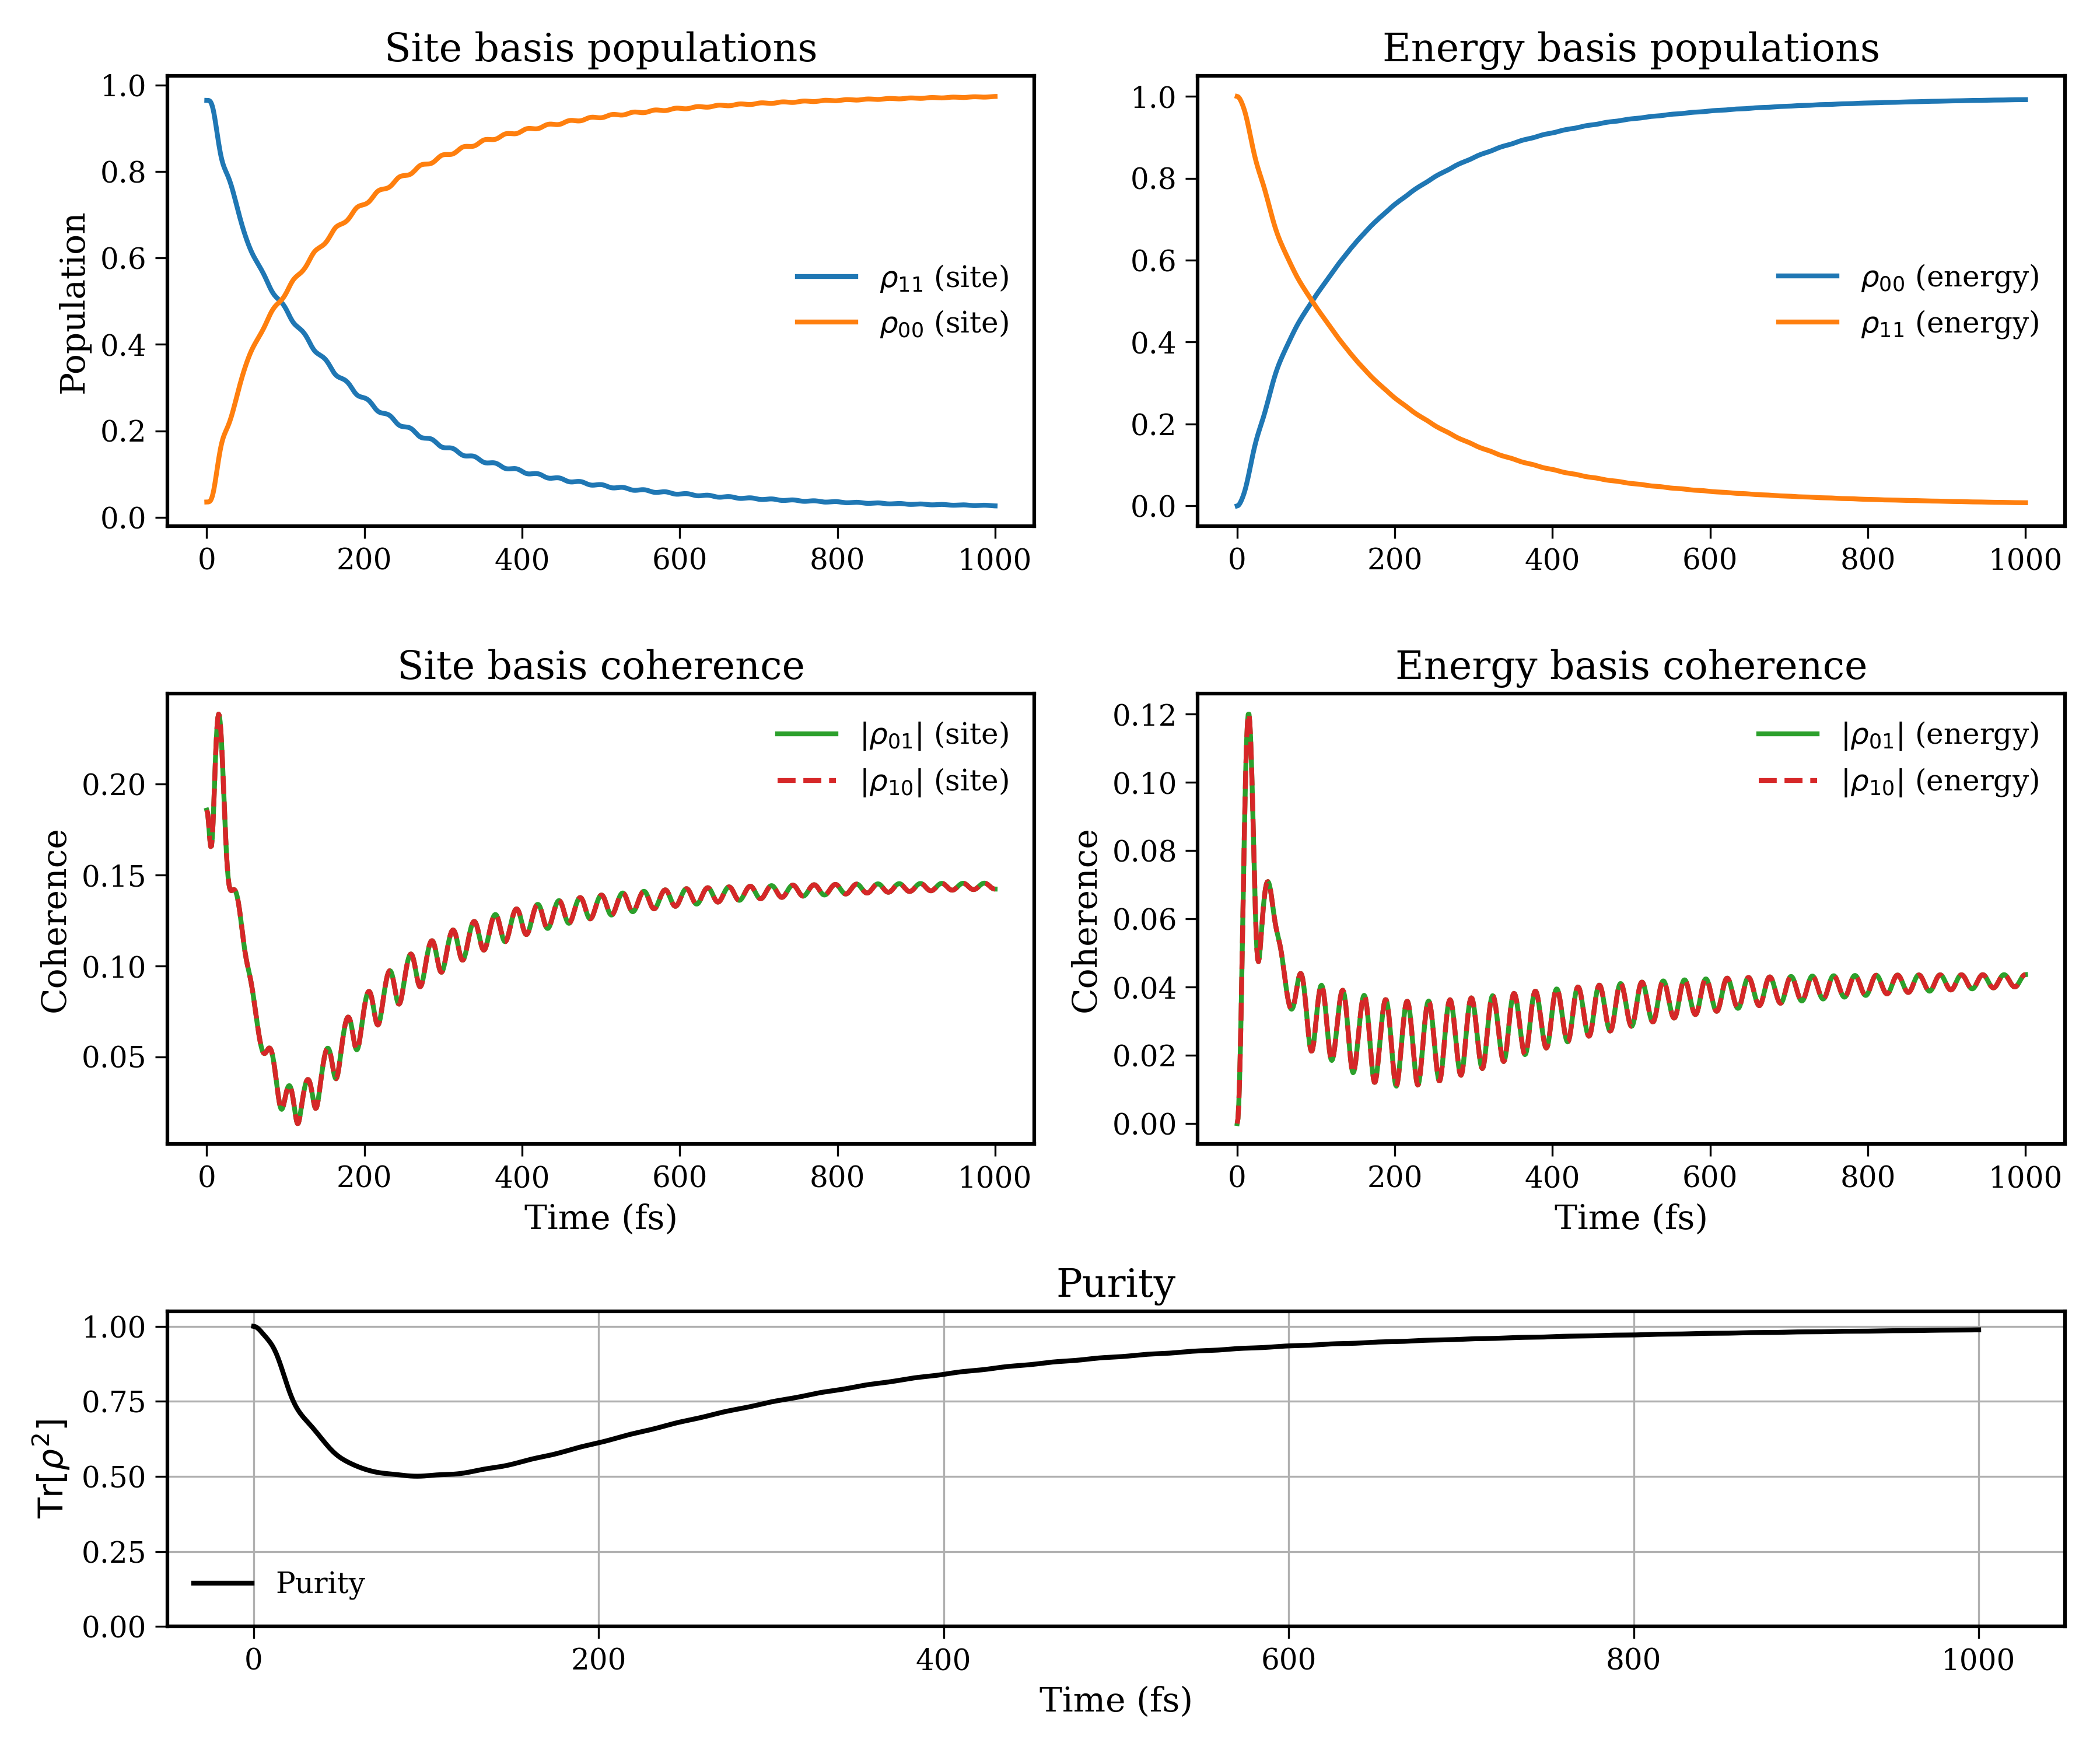 Site basis populations
Population
1.0
0.8
0.6
0.4
0.2
0.0
ρ11 (site)
ρ00 (site)
0 200 400 600 800 1000
Energy basis populations
1.0
0.8
0.6
0.4
0.2
0.0
ρ00 (energy)
ρ11 (energy)
0 200 400 600 800 1000
Site basis coherence
Coherence
0.20
0.15
0.10
0.05
|ρ01| (site)
|ρ10| (site)
0 200 400 600 800 1000
Time (fs)
Energy basis coherence
Coherence
0.12
0.10
0.08
0.06
0.04
0.02
0.00
|ρ01| (energy)
|ρ10| (energy)
0 200 400 600 800 1000
Time (fs)
Purity
Tr[ρ²]
1.00
0.75
0.50
0.25
0.00
Purity
0 200 400 600 800 1000
Time (fs)